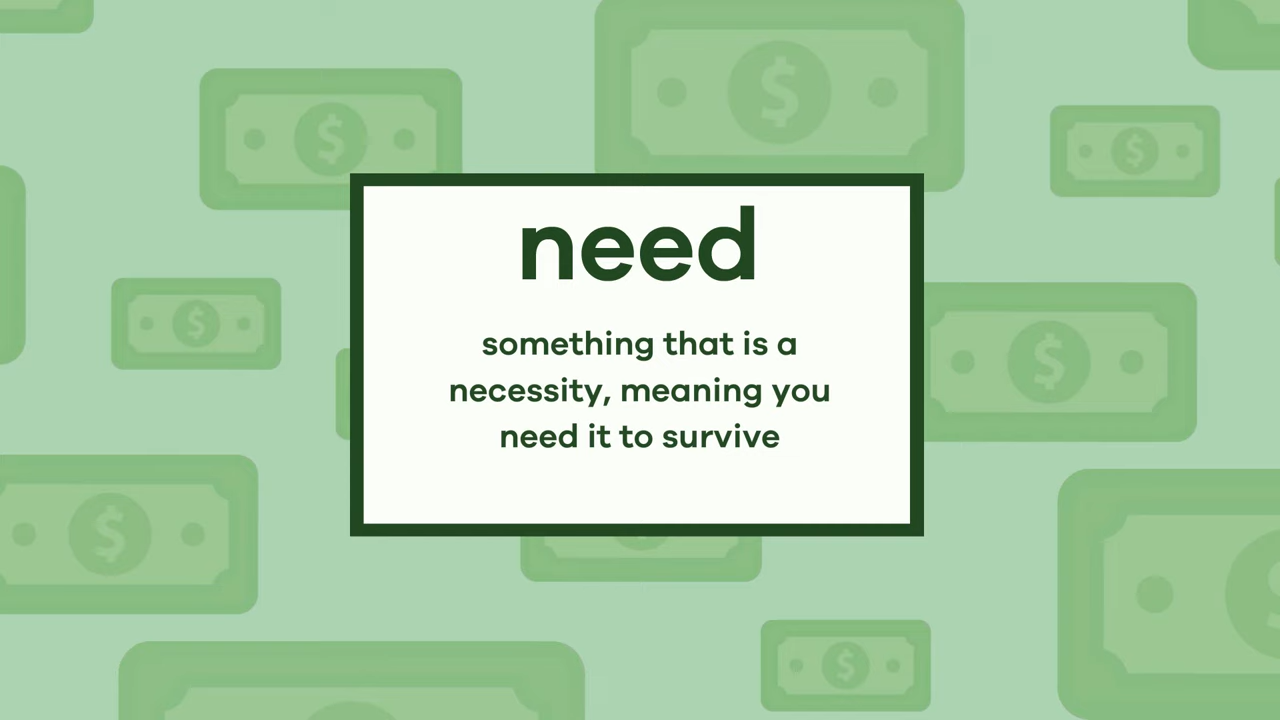 need
something that is a
necessity, meaning you
need it to survive